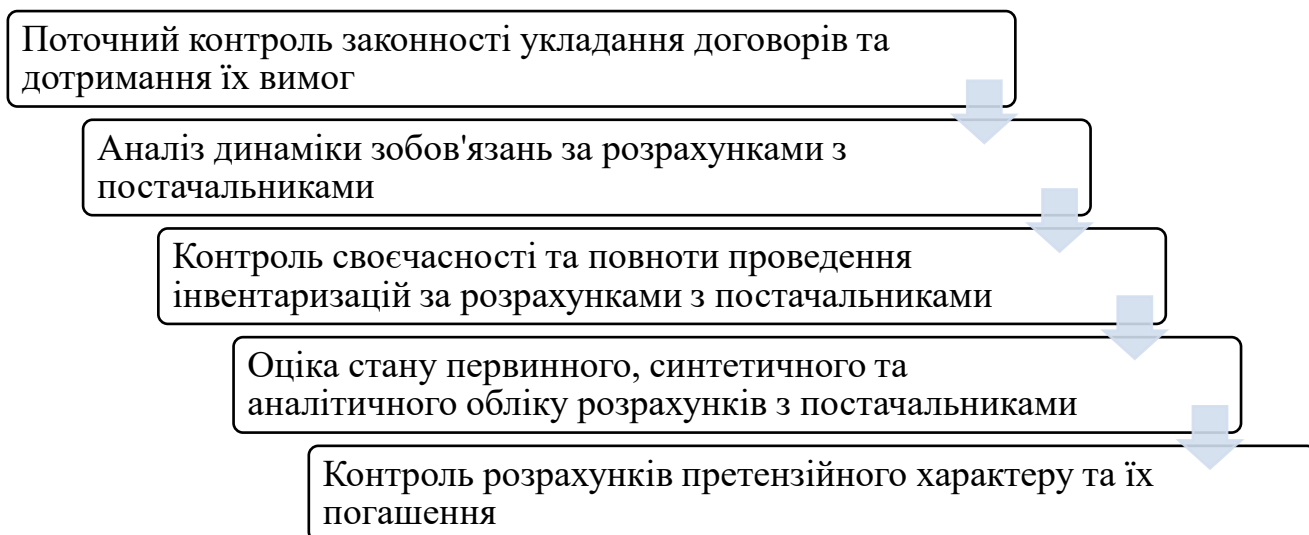 Поточний контроль законності укладання договорів та
дотримання їх вимог
Аналіз динаміки зобов'язань за розрахунками з
постачальниками
Контроль своєчасності та повноти проведення
інвентаризацій за розрахунками з постачальниками
Оціка стану первинного, синтетичного та
аналітичного обліку розрахунків з постачальниками
Контроль розрахунків претензійного характеру та їх
погашення